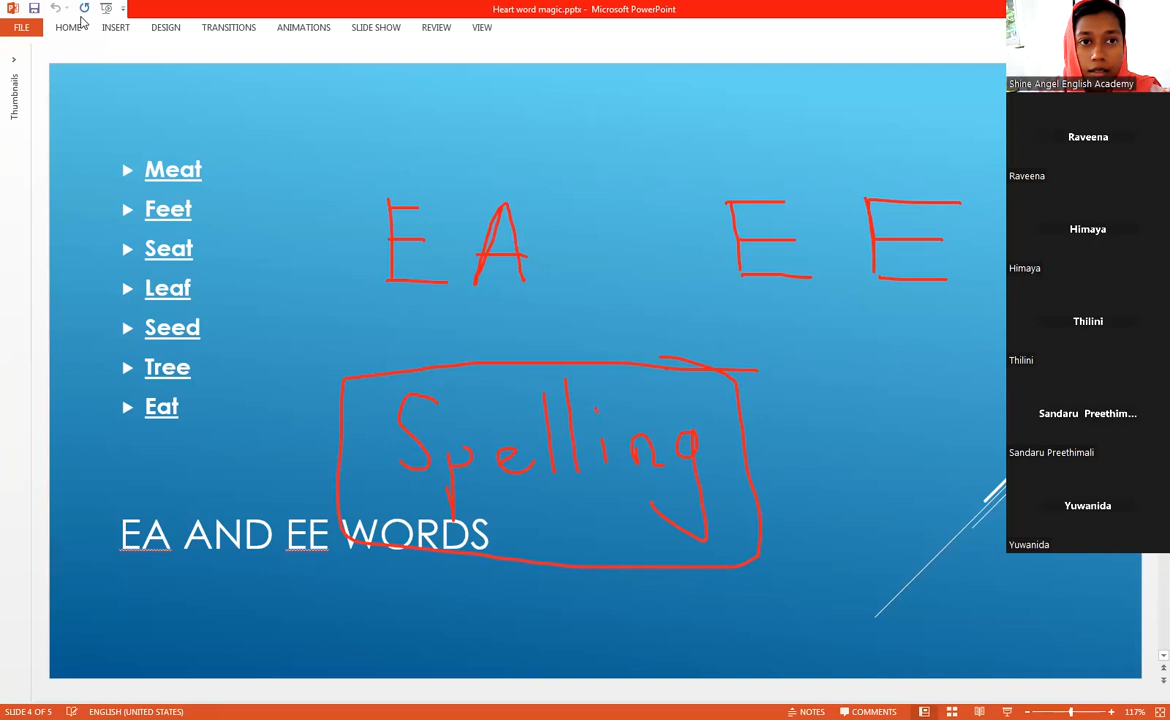 Heart word magic.pptx - Microsoft PowerPoint
FILE HOME INSERT DESIGN TRANSITIONS ANIMATIONS SLIDE SHOW REVIEW VIEW
Thumbnails
Meat
Feet
Seat
Leaf
Seed
Tree
Eat
EA EE
Spelling
EA AND EE WORDS
Shine Angel English Academy
Raveena
Raveena
Himaya
Himaya
Thilini
Thilini
Sandaru Preethim...
Sandaru Preethimali
Yuwanida
Yuwanida
SLIDE 4 OF 5 ENGLISH (UNITED STATES) NOTES COMMENTS 117%